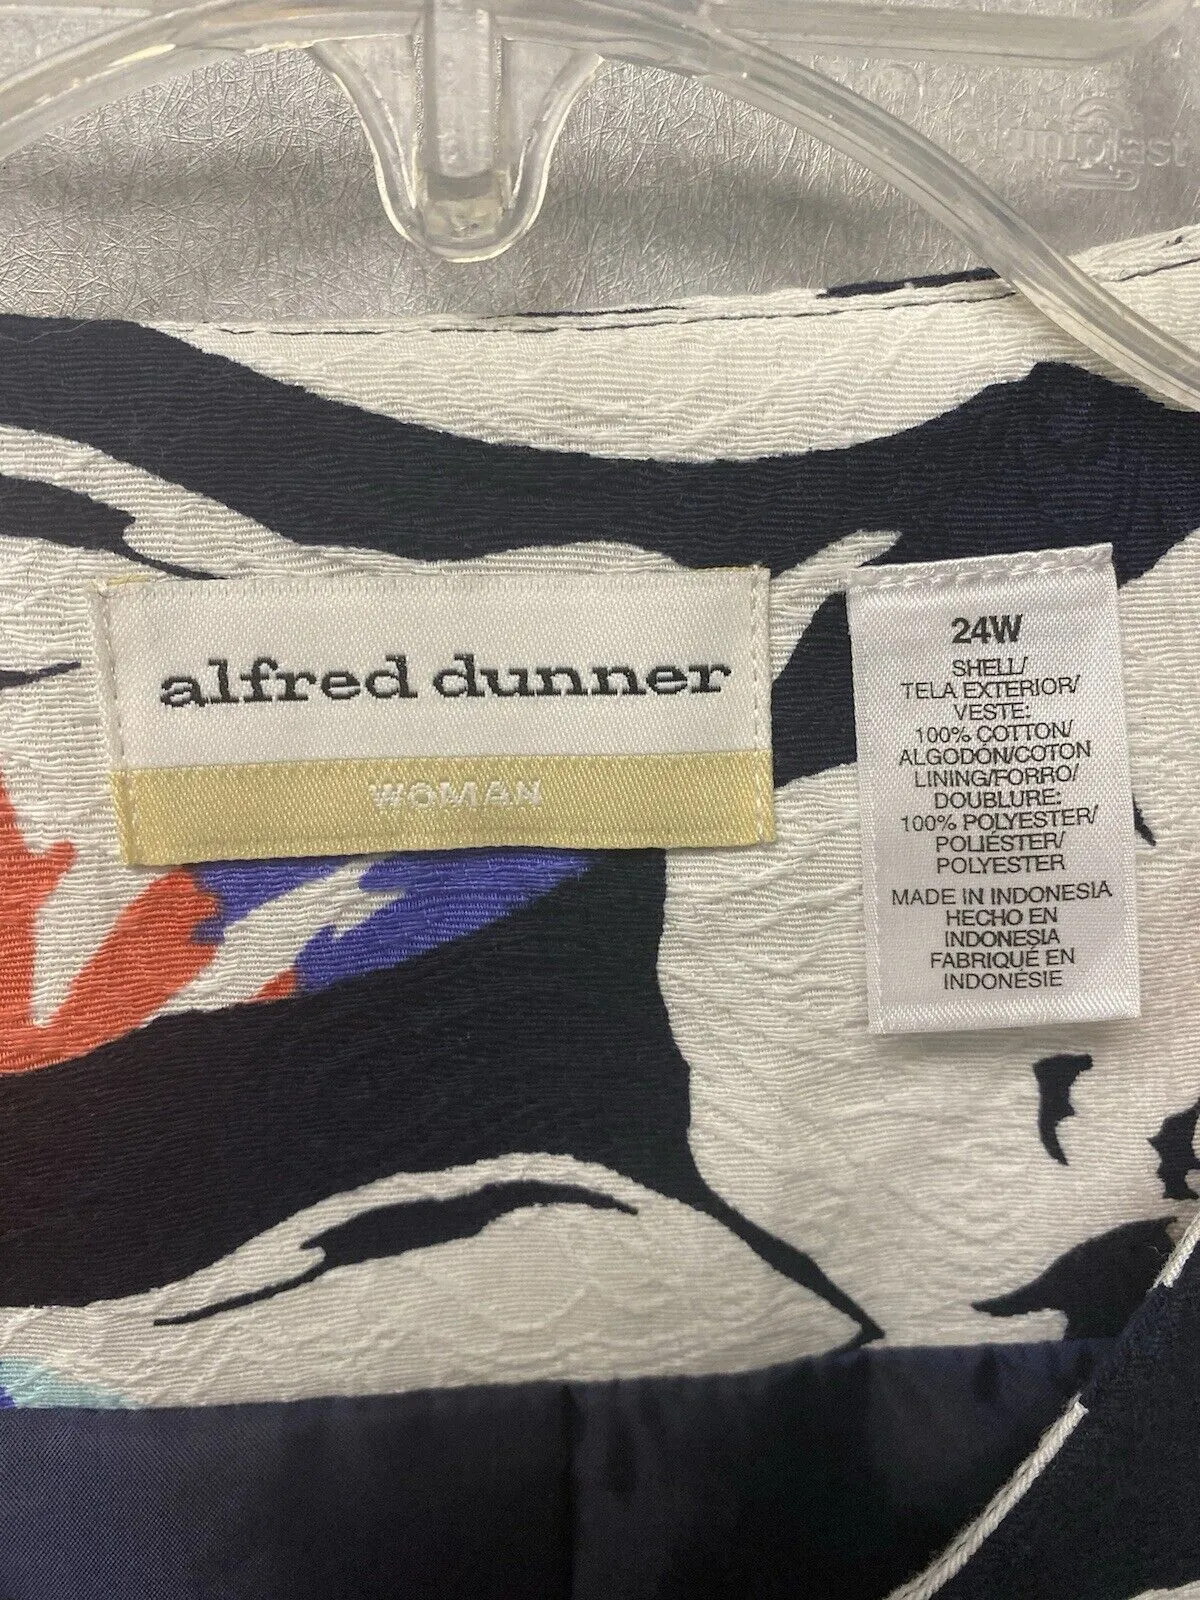 uniplast
alfred dunner
WOMAN
24W
SHELL/
TELA EXTERIOR/
VESTE:
100% COTTON/
ALGODÓN/COTON
LINING/FORRO/
DOUBLURE:
100% POLYESTER/
POLIÉSTER/
POLYESTER
MADE IN INDONESIA
HECHO EN
INDONESIA
FABRIQUÉ EN
INDONÉSIE